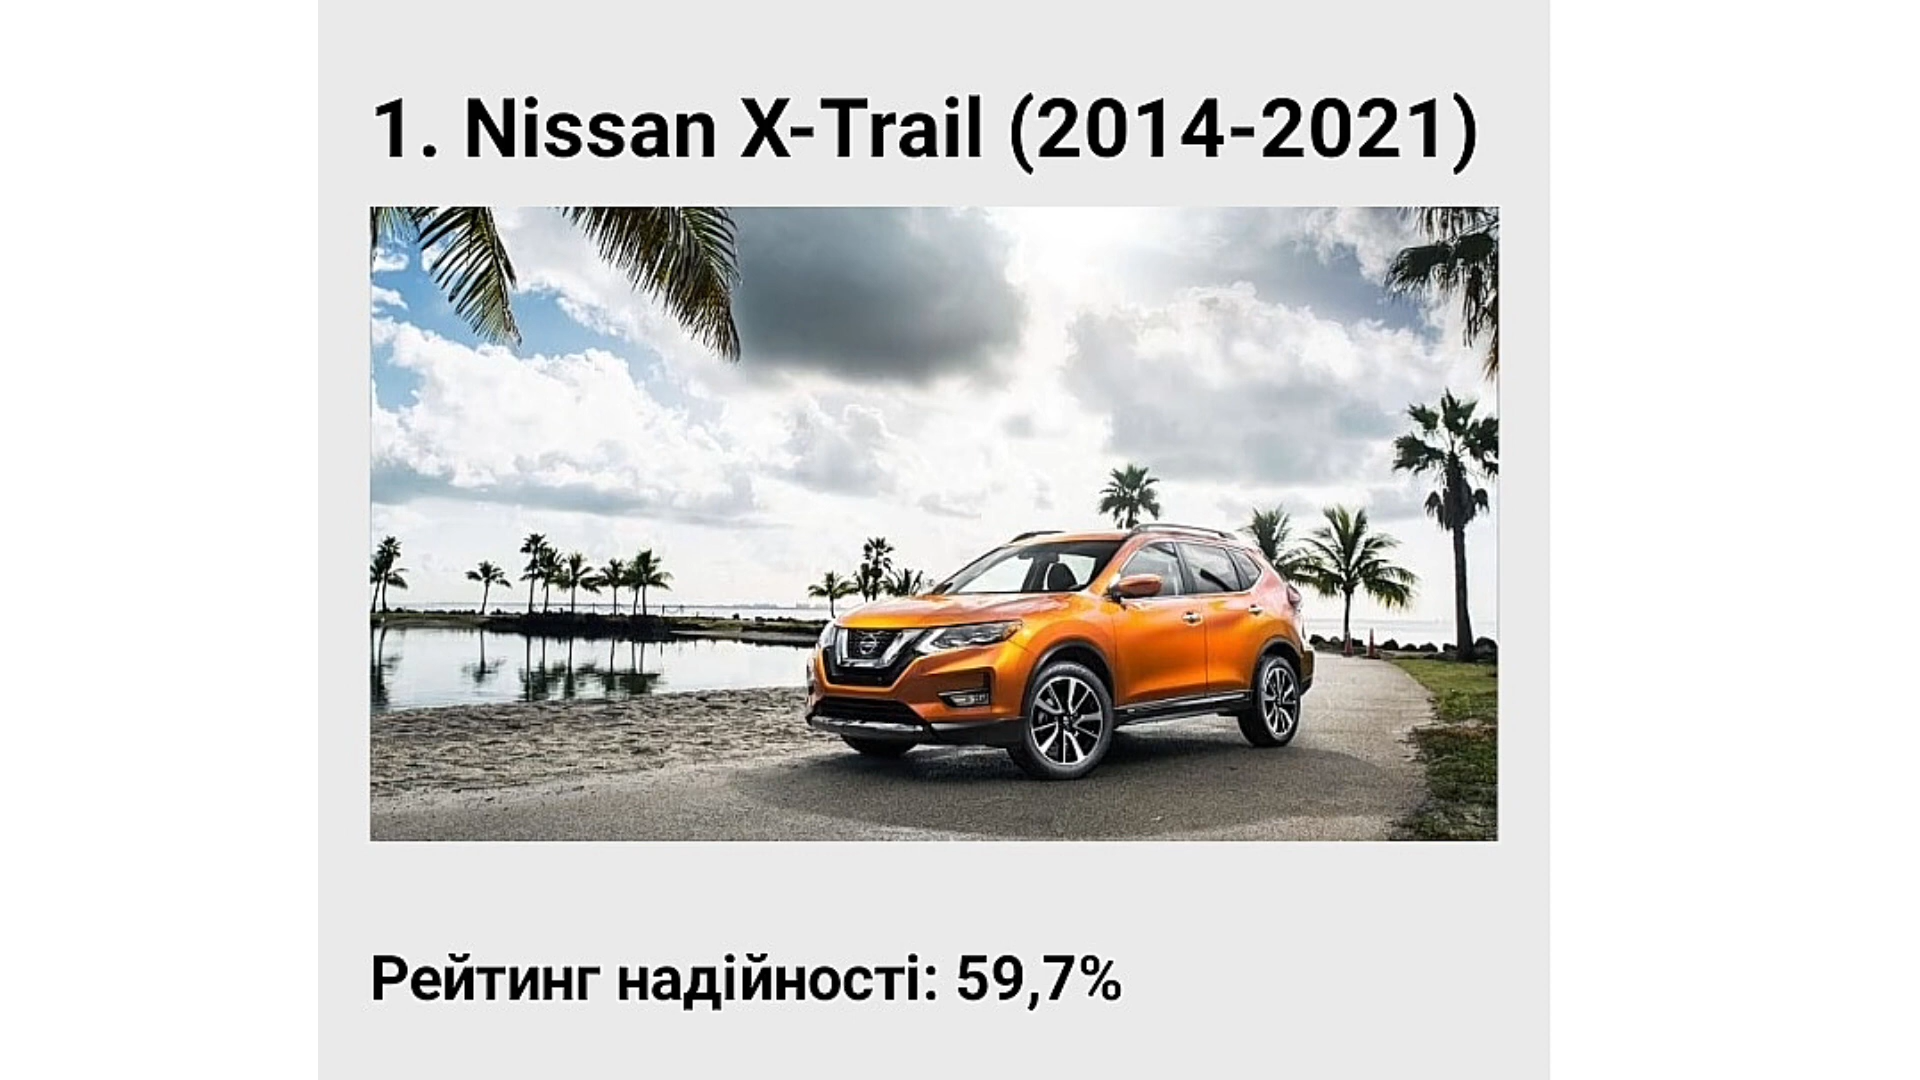 1. Nissan X-Trail (2014-2021)
Рейтинг надійності: 59,7%